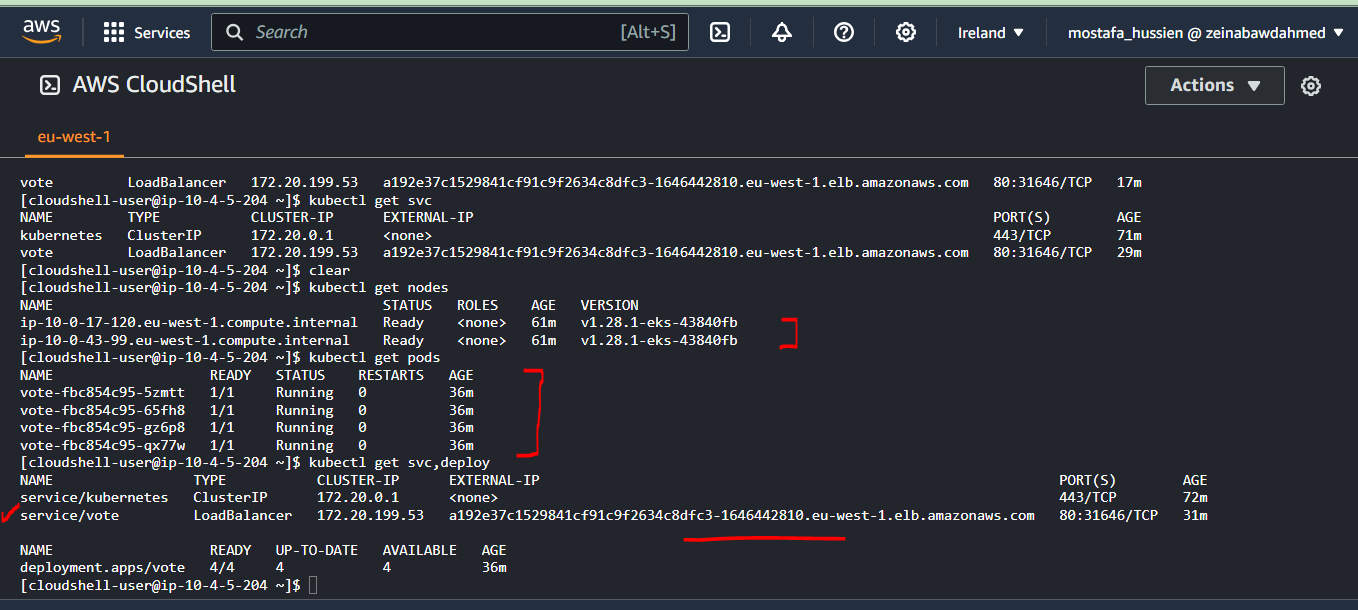 aws Services Search [Alt+S] Ireland ▼ mostafa_hussien @ zeinabawdahmed ▼
AWS CloudShell Actions ▼
eu-west-1
vote LoadBalancer 172.20.199.53 a192e37c1529841cf91c9f2634c8dfc3-1646442810.eu-west-1.elb.amazonaws.com 80:31646/TCP 17m
[cloudshell-user@ip-10-4-5-204 ~]$ kubectl get svc
NAME TYPE CLUSTER-IP EXTERNAL-IP PORT(S) AGE
kubernetes ClusterIP 172.20.0.1 <none> 443/TCP 71m
vote LoadBalancer 172.20.199.53 a192e37c1529841cf91c9f2634c8dfc3-1646442810.eu-west-1.elb.amazonaws.com 80:31646/TCP 29m
[cloudshell-user@ip-10-4-5-204 ~]$ clear
[cloudshell-user@ip-10-4-5-204 ~]$ kubectl get nodes
NAME STATUS ROLES AGE VERSION
ip-10-0-17-120.eu-west-1.compute.internal Ready <none> 61m v1.28.1-eks-43840fb
ip-10-0-43-99.eu-west-1.compute.internal Ready <none> 61m v1.28.1-eks-43840fb
[cloudshell-user@ip-10-4-5-204 ~]$ kubectl get pods
NAME READY STATUS RESTARTS AGE
vote-fbc854c95-5zmtt 1/1 Running 0 36m
vote-fbc854c95-65fh8 1/1 Running 0 36m
vote-fbc854c95-gz6p8 1/1 Running 0 36m
vote-fbc854c95-qx77w 1/1 Running 0 36m
[cloudshell-user@ip-10-4-5-204 ~]$ kubectl get svc,deploy
NAME TYPE CLUSTER-IP EXTERNAL-IP PORT(S) AGE
service/kubernetes ClusterIP 172.20.0.1 <none> 443/TCP 72m
service/vote LoadBalancer 172.20.199.53 a192e37c1529841cf91c9f2634c8dfc3-1646442810.eu-west-1.elb.amazonaws.com 80:31646/TCP 31m
NAME READY UP-TO-DATE AVAILABLE AGE
deployment.apps/vote 4/4 4 4 36m
[cloudshell-user@ip-10-4-5-204 ~]$